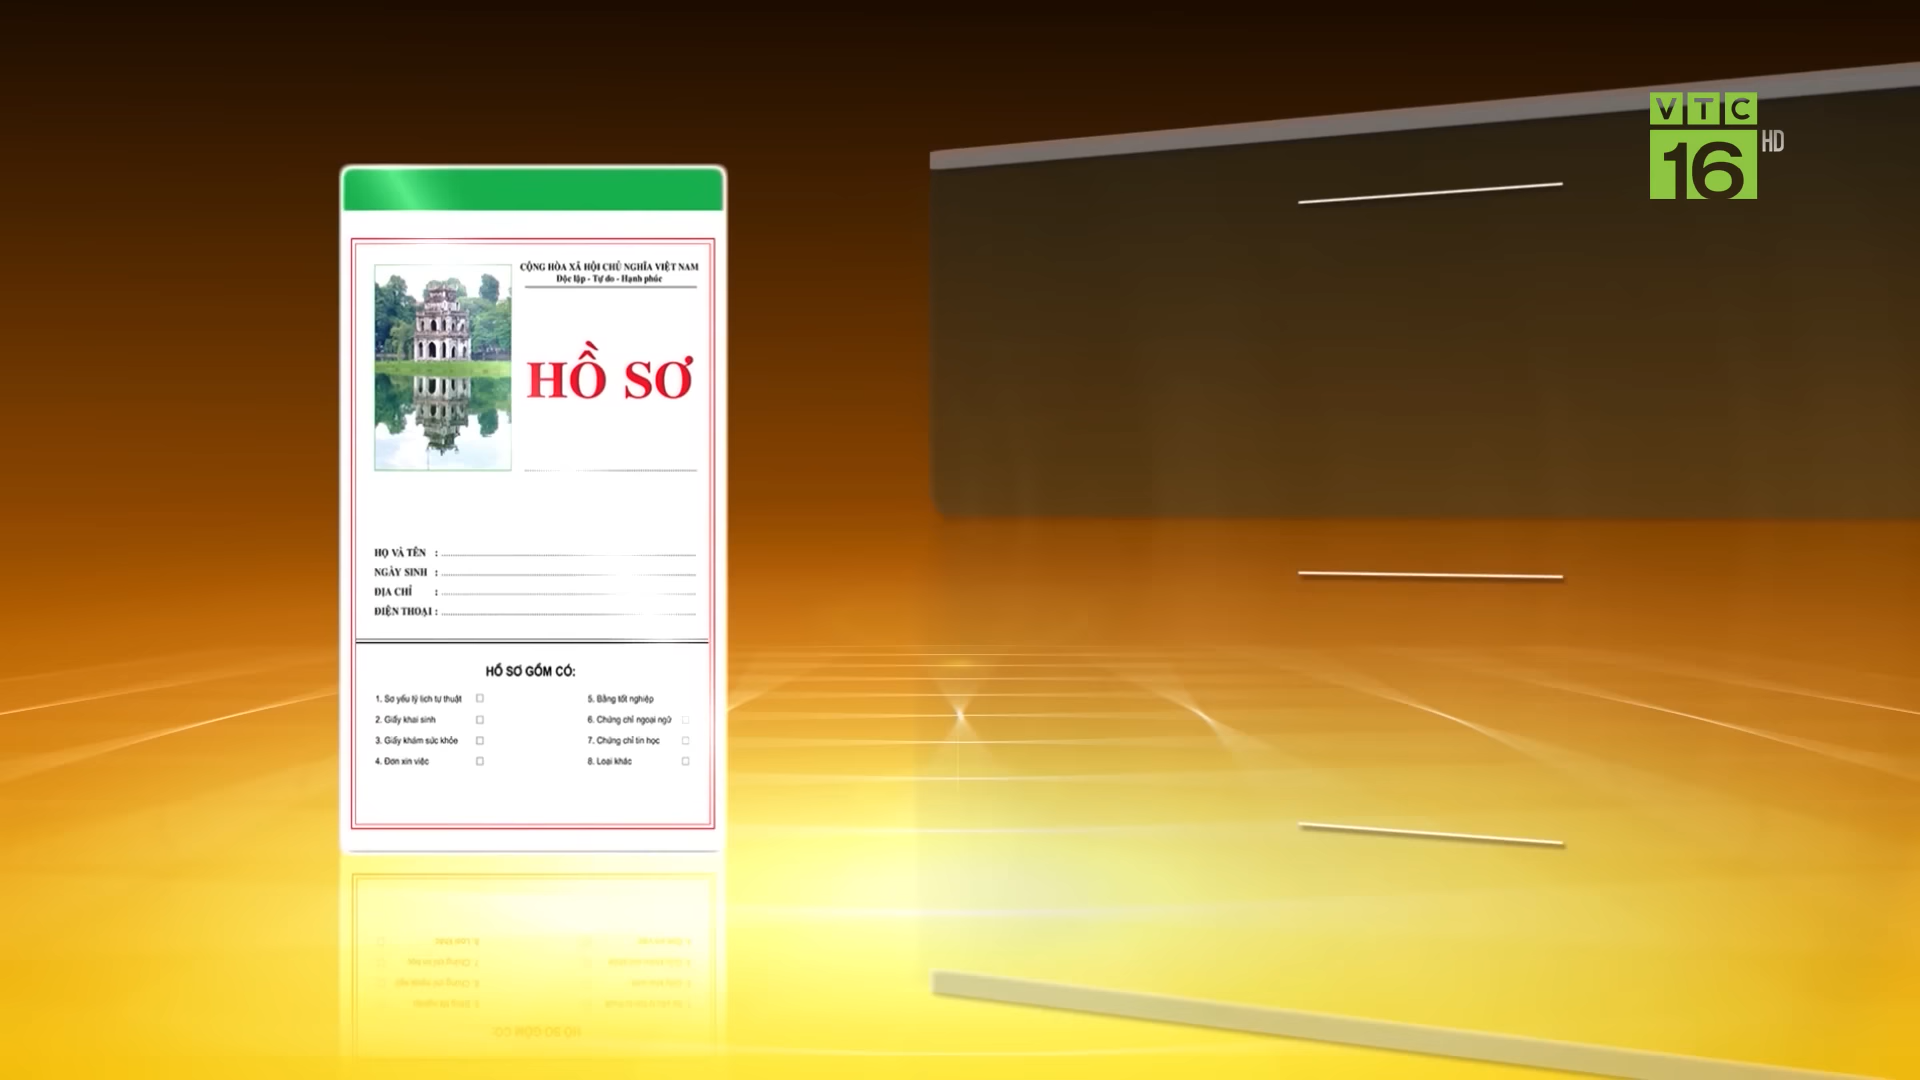 VTC
16
HD
CỘNG HÒA XÃ HỘI CHỦ NGHĨA VIỆT NAM
Độc lập - Tự do - Hạnh phúc
HỒ SƠ
HỌ VÀ TÊN :
NGÀY SINH :
ĐỊA CHỈ :
ĐIỆN THOẠI :
HỒ SƠ GỒM CÓ:
1. Sơ yếu lý lịch tự thuật
2. Giấy khai sinh
3. Giấy khám sức khỏe
4. Đơn xin việc
5. Bằng tốt nghiệp
6. Chứng chỉ ngoại ngữ
7. Chứng chỉ tin học
8. Loại khác